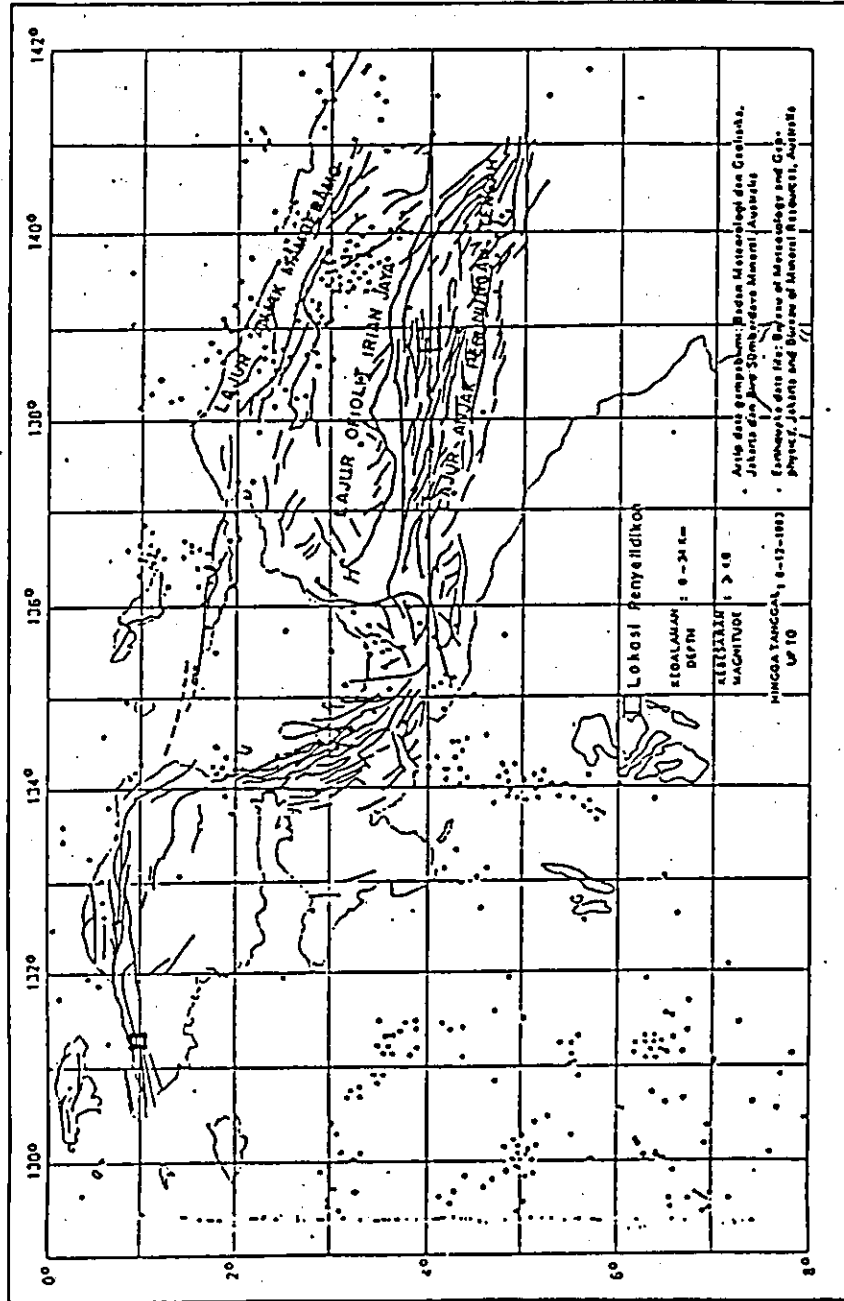 130°
132°
134°
136°
138°
140°
142°
0°
2°
4°
6°
8°
LAJUR ANJAK MAMBERAMO
LAJUR OFIOLIT IRIAN JAYA
LAJUR ANJAK PEGUNUNGAN TENGAH
Lokasi Penyelidikan
KEDALAMAN : 0 – 34 Km
DEPTH
KEBESARAN : > 4.0
MAGNITUDE
HINGGA TANGGAL :
UP TO
Arsip data gempabumi: Badan Meteorologi dan Geofisika,
Jakarta dan Biro Sumberdaya Mineral Australia
Earthquake data file: Bureau of Meteorology and Geo-
physics, Jakarta and Bureau of Mineral Resources, Australia